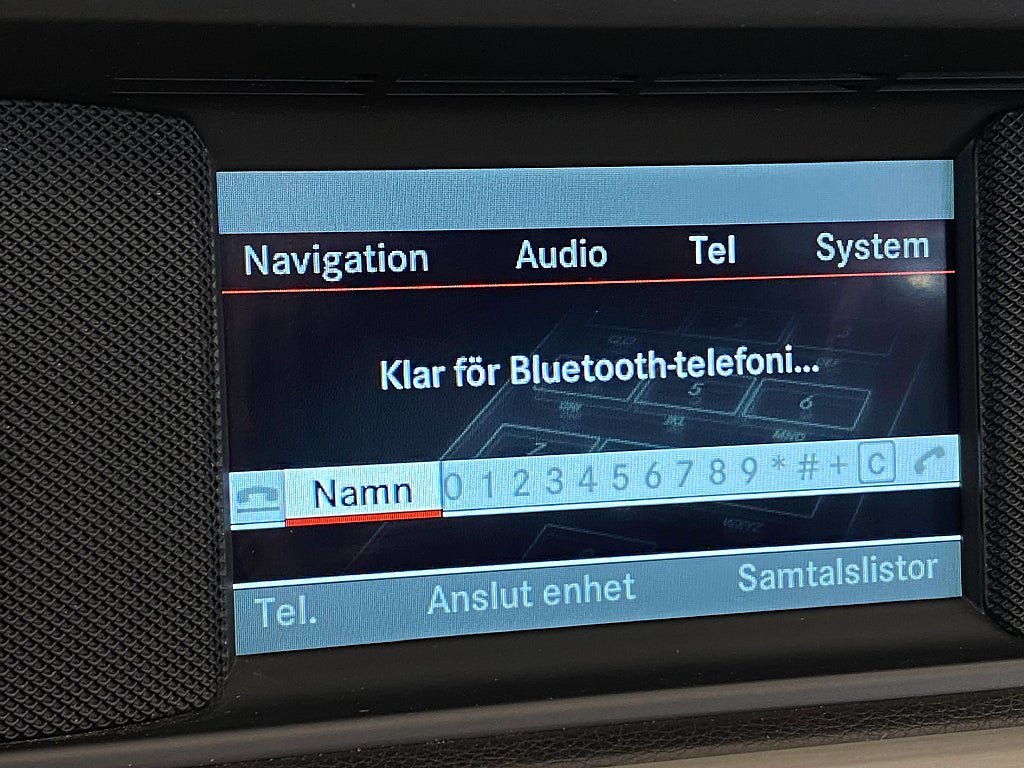 Navigation Audio Tel System
Klar för Bluetooth-telefoni...
Namn 0 1 2 3 4 5 6 7 8 9 * # + C
Tel. Anslut enhet Samtalslistor